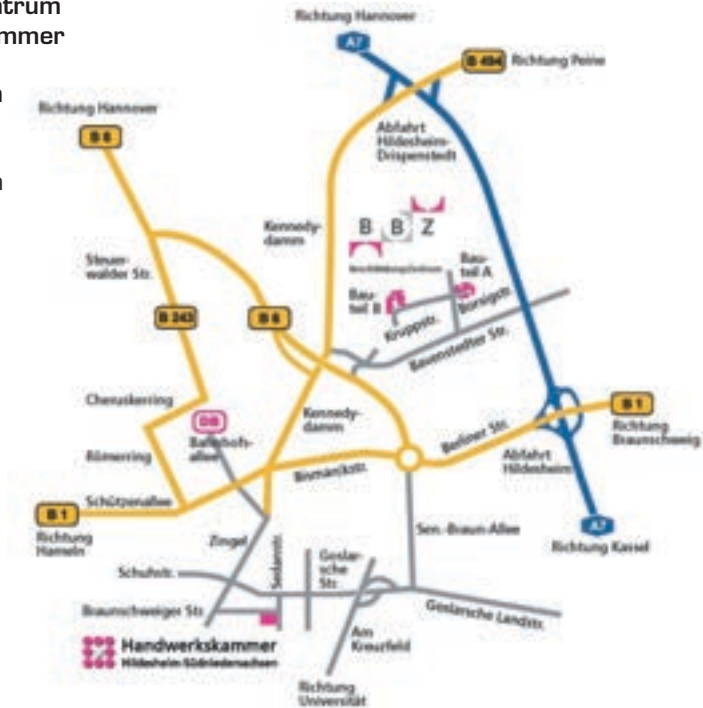 ntrum
ammer
n
n
Richtung Hannover
A7
B 494
Richtung Peine
Richtung Hannover
B 6
Abfahrt
Hildesheim-
Drispenstedt
Kennedy-
damm
B B Z
Steuer-
walder Str.
Bau-
teil A
Bau-
teil B
Borsigstr.
Kruppstr.
Bavenstedter Str.
B 243
B 6
Cheruskerring
DB
Bahnhofs-
allee
Kennedy-
damm
B 1
Richtung
Braunschweig
Römerring
Bismarckstr.
Berliner Str.
Abfahrt
Hildesheim
Schützenallee
B 1
Richtung
Hameln
A7
Richtung Kassel
Zingel
Sedanstr.
Sen.-Braun-Allee
Schuhstr.
Goslar-
sche
Str.
Braunschweiger Str.
Goslarsche Landstr.
Handwerkskammer
Hildesheim-Südniedersachsen
Am
Kreuzfeld
Richtung
Universität